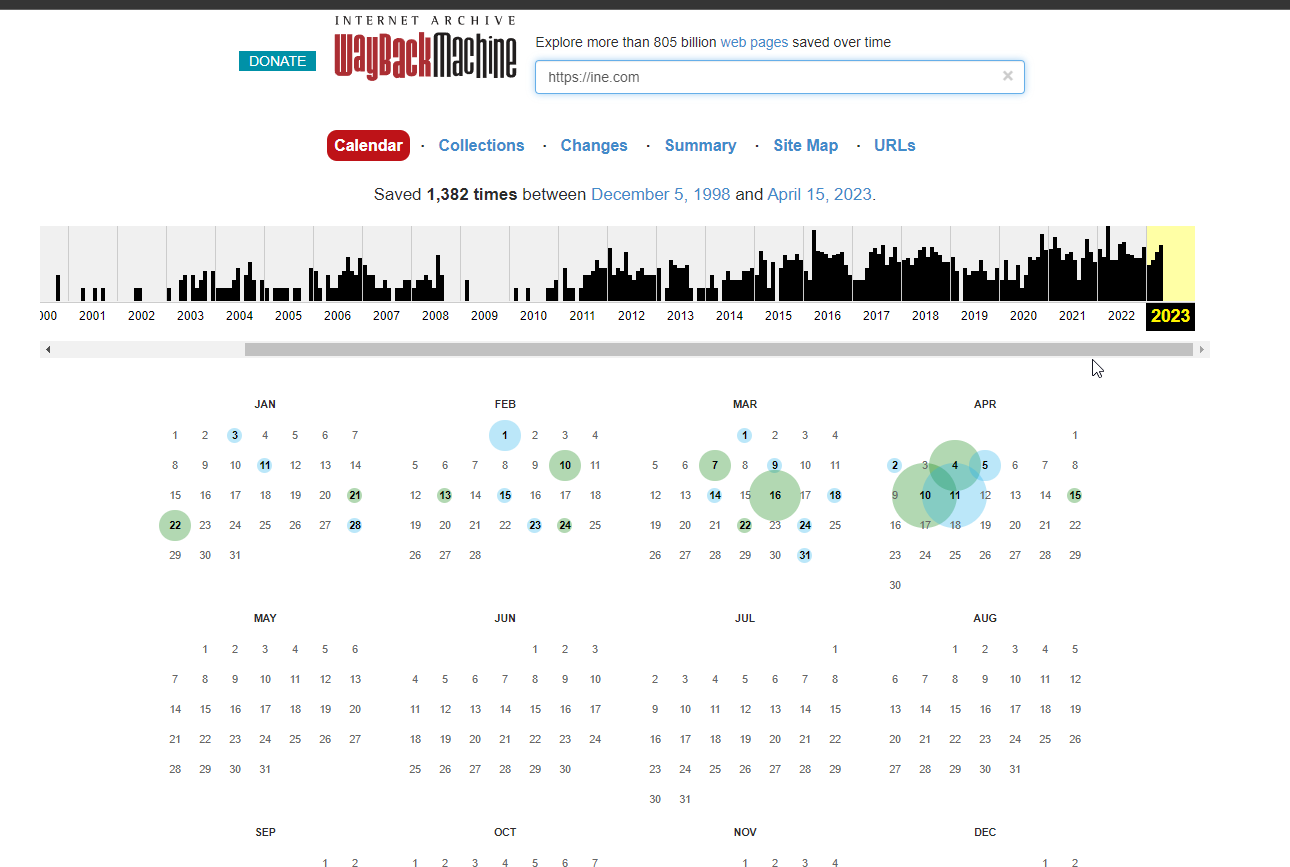 INTERNET ARCHIVE
DONATE
WayBackMachine
Explore more than 805 billion web pages saved over time
https://ine.com ×
Calendar · Collections · Changes · Summary · Site Map · URLs
Saved 1,382 times between December 5, 1998 and April 15, 2023.
2001 2002 2003 2004 2005 2006 2007 2008 2009 2010 2011 2012 2013 2014 2015 2016 2017 2018 2019 2020 2021 2022 2023
JAN FEB MAR APR
1 2 3 4 5 6 7 1 2 3 4 1 2 3 4 1
8 9 10 11 12 13 14 5 6 7 8 9 10 11 5 6 7 8 9 10 11 2 3 4 5 6 7 8
15 16 17 18 19 20 21 12 13 14 15 16 17 18 12 13 14 15 16 17 18 9 10 11 12 13 14 15
22 23 24 25 26 27 28 19 20 21 22 23 24 25 19 20 21 22 23 24 25 16 17 18 19 20 21 22
29 30 31 26 27 28 26 27 28 29 30 31 23 24 25 26 27 28 29
30
MAY JUN JUL AUG
1 2 3 4 5 6 1 2 3 1 1 2 3 4 5
7 8 9 10 11 12 13 4 5 6 7 8 9 10 2 3 4 5 6 7 8 6 7 8 9 10 11 12
14 15 16 17 18 19 20 11 12 13 14 15 16 17 9 10 11 12 13 14 15 13 14 15 16 17 18 19
21 22 23 24 25 26 27 18 19 20 21 22 23 24 16 17 18 19 20 21 22 20 21 22 23 24 25 26
28 29 30 31 25 26 27 28 29 30 23 24 25 26 27 28 29 27 28 29 30 31
30 31
SEP OCT NOV DEC
1 2 1 2 3 4 5 6 7 1 2 3 4 1 2